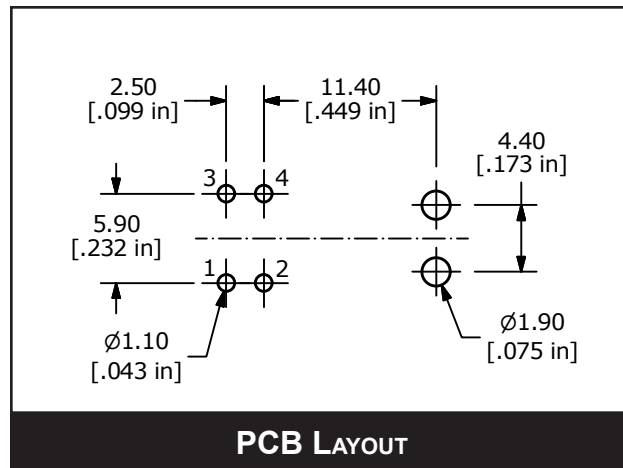 2.50
[.099 in]
11.40
[.449 in]
4.40
[.173 in]
3
4
5.90
[.232 in]
1
2
Ø1.10
[.043 in]
Ø1.90
[.075 in]
PCB LAYOUT